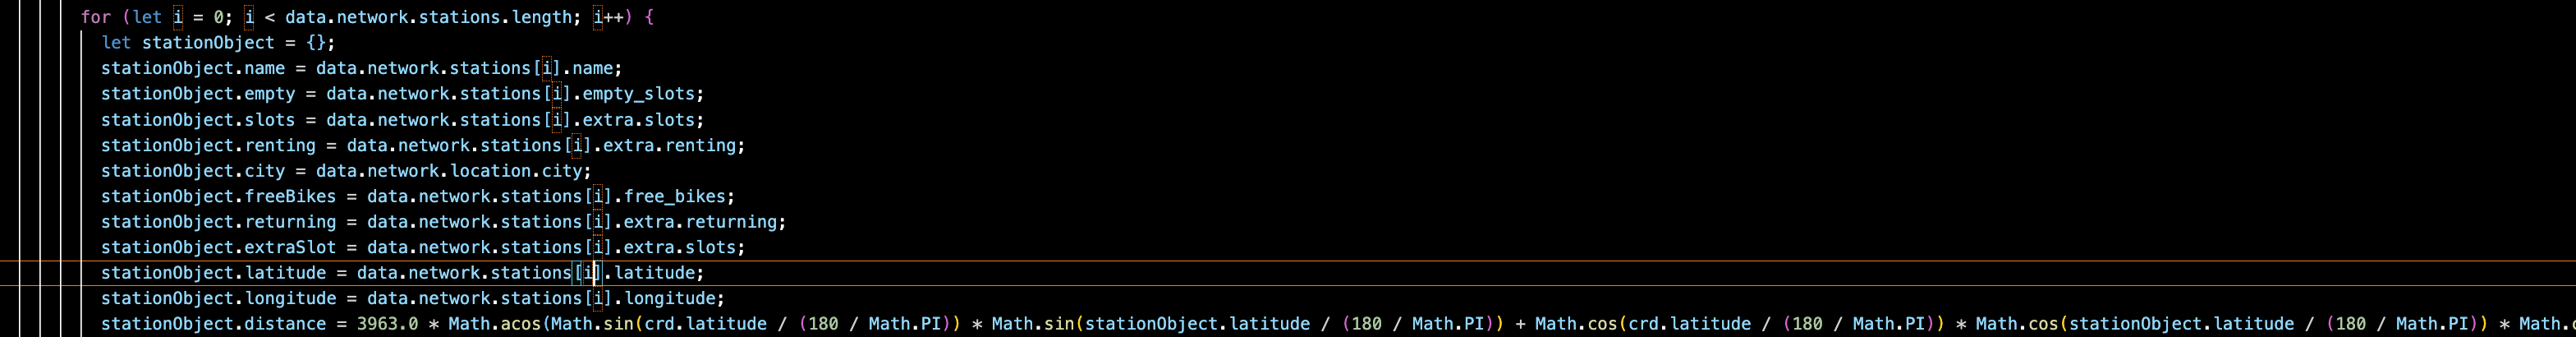 for (let i = 0; i < data.network.stations.length; i++) {
let stationObject = {};
stationObject.name = data.network.stations[i].name;
stationObject.empty = data.network.stations[i].empty_slots;
stationObject.slots = data.network.stations[i].extra.slots;
stationObject.renting = data.network.stations[i].extra.renting;
stationObject.city = data.network.location.city;
stationObject.freeBikes = data.network.stations[i].free_bikes;
stationObject.returning = data.network.stations[i].extra.returning;
stationObject.extraSlot = data.network.stations[i].extra.slots;
stationObject.latitude = data.network.stations[i].latitude;
stationObject.longitude = data.network.stations[i].longitude;
stationObject.distance = 3963.0 * Math.acos(Math.sin(crd.latitude / (180 / Math.PI)) * Math.sin(stationObject.latitude / (180 / Math.PI)) + Math.cos(crd.latitude / (180 / Math.PI)) * Math.cos(stationObject.latitude / (180 / Math.PI)) * Math.